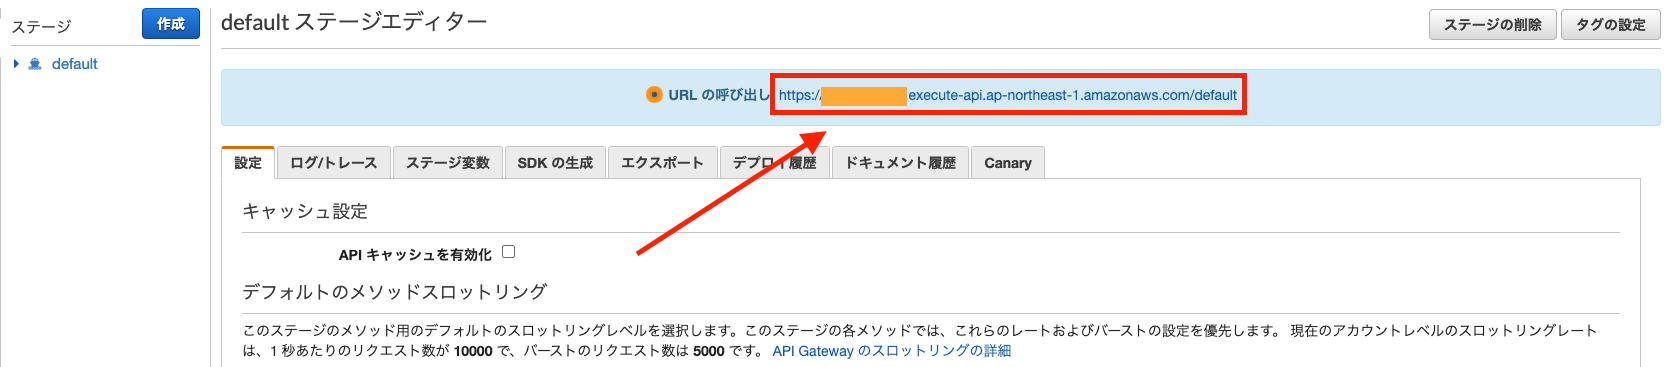 ステージ
作成
default ステージエディター
ステージの削除
タグの設定
default
URL の呼び出し
https:/
execute-api.ap-northeast-1.amazonaws.com/default
設定
ログ/トレース
ステージ変数
SDK の生成
エクスポート
デプロイ履歴
ドキュメント履歴
Canary
キャッシュ設定
API キャッシュを有効化
デフォルトのメソッドスロットリング
このステージのメソッド用のデフォルトのスロットリングレベルを選択します。このステージの各メソッドでは、これらのレートおよびバーストの設定を優先します。 現在のアカウントレベルのスロットリングレート
は、1 秒あたりのリクエスト数が 10000 で、バーストのリクエスト数は 5000 です。 API Gateway のスロットリングの詳細